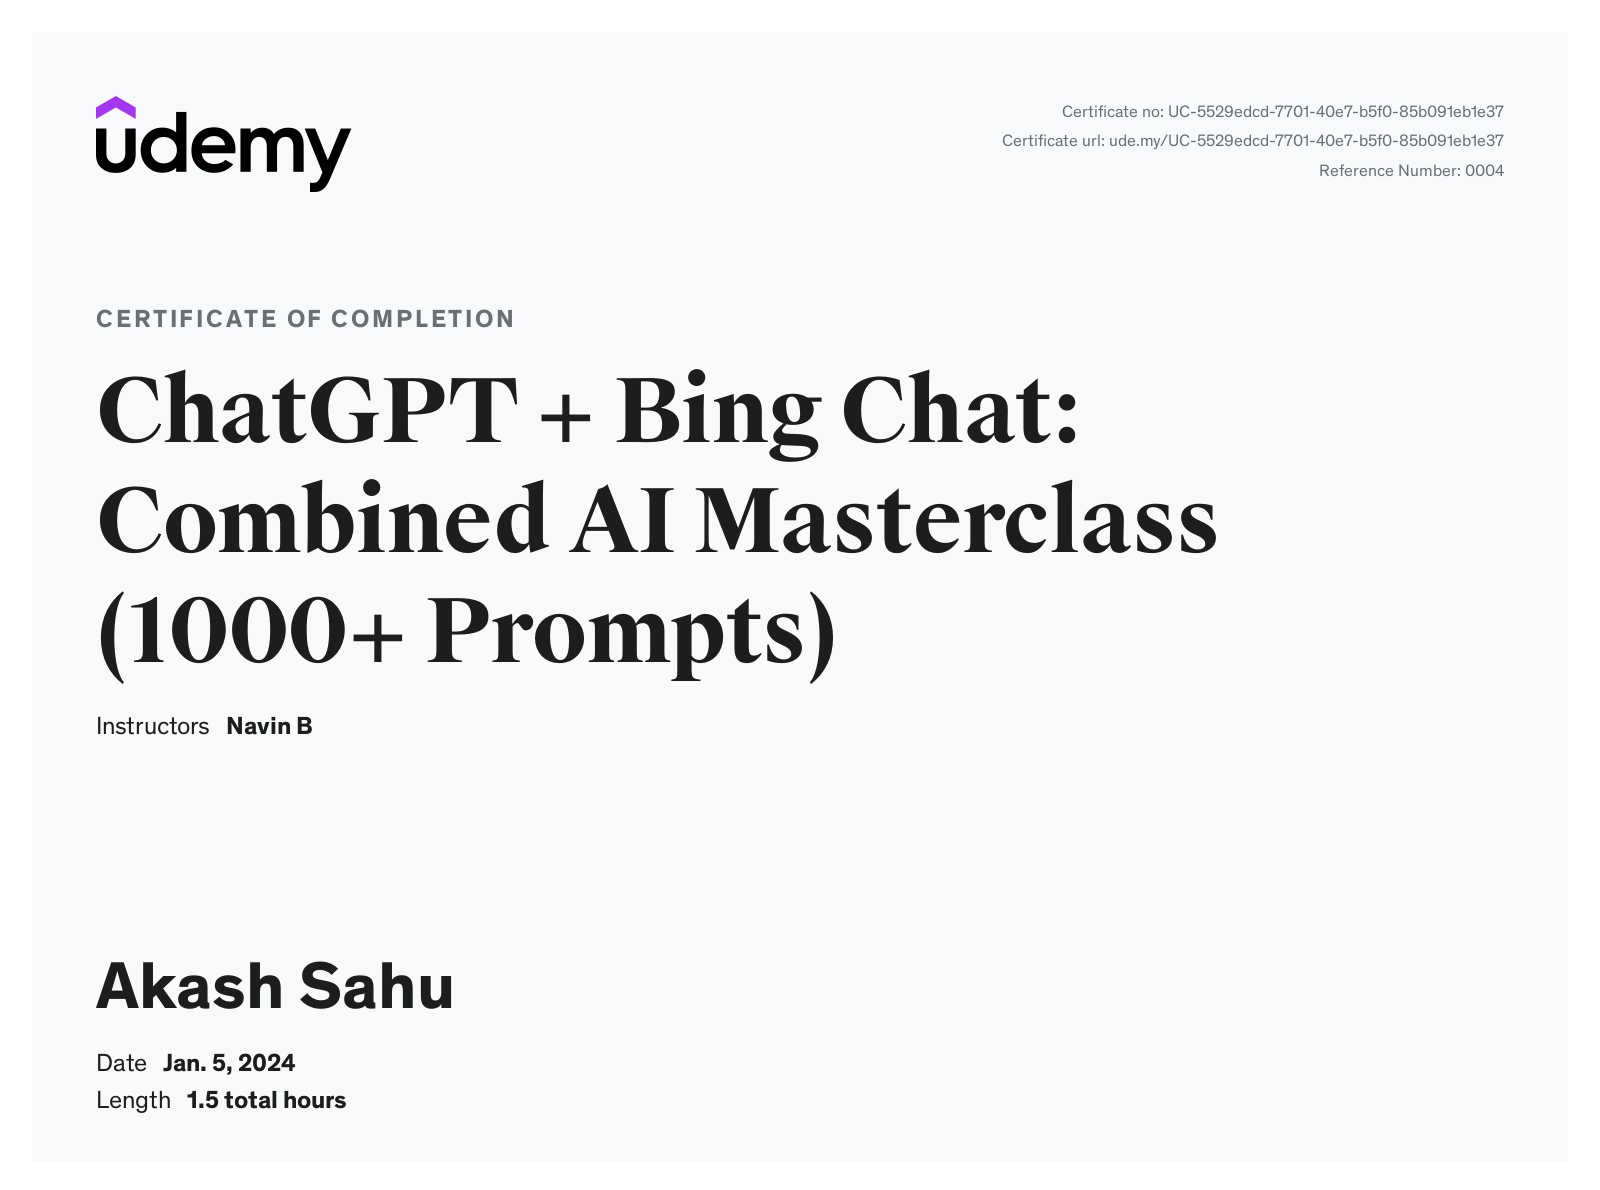 udemy
Certificate no: UC-5529edcd-7701-40e7-b5f0-85b091eb1e37
Certificate url: ude.my/UC-5529edcd-7701-40e7-b5f0-85b091eb1e37
Reference Number: 0004
CERTIFICATE OF COMPLETION
ChatGPT + Bing Chat:
Combined AI Masterclass
(1000+ Prompts)
Instructors Navin B
Akash Sahu
Date Jan. 5, 2024
Length 1.5 total hours